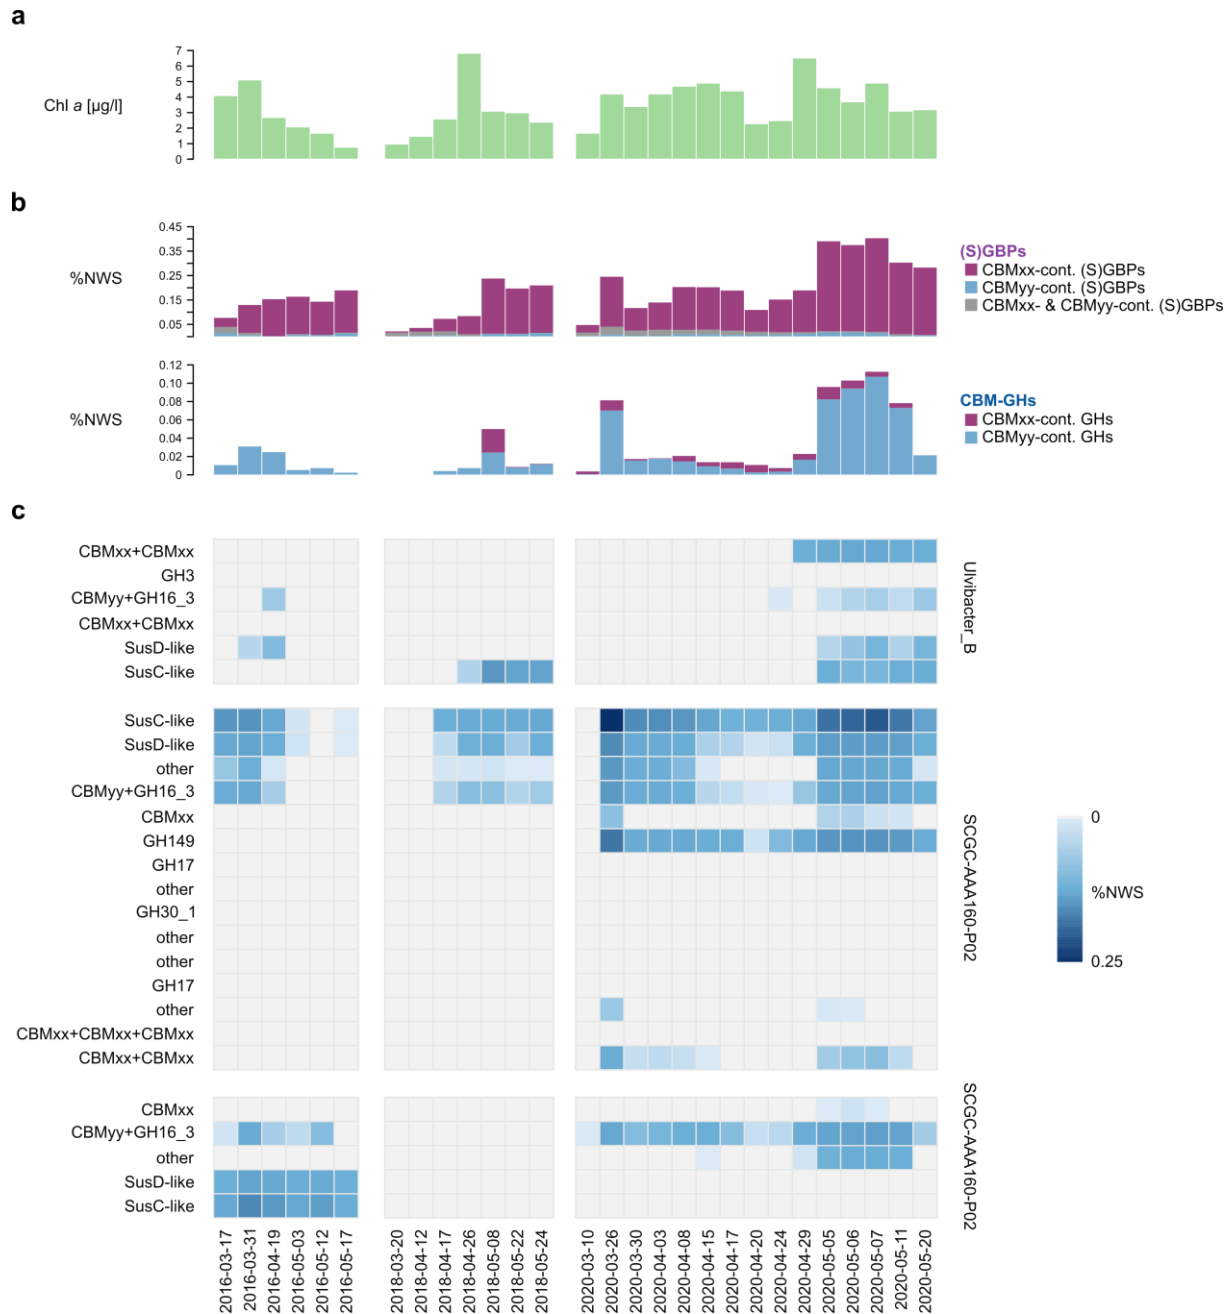 a
7
6
5
4
3
2
1
0
Chl a [µg/l]
b
0.45
0.35
0.25
0.15
0.05
%NWS
(S)GBPs
CBMxx-cont. (S)GBPs
CBMyy-cont. (S)GBPs
CBMxx- & CBMyy-cont. (S)GBPs
0.12
0.10
0.08
0.06
0.04
0.02
0
%NWS
CBM-GHs
CBMxx-cont. GHs
CBMyy-cont. GHs
c
CBMxx+CBMxx
GH3
CBMyy+GH16_3
CBMxx+CBMxx
SusD-like
SusC-like
Ulvibacter_B
SusC-like
SusD-like
other
CBMyy+GH16_3
CBMxx
GH149
GH17
other
GH30_1
other
other
GH17
other
CBMxx+CBMxx+CBMxx
CBMxx+CBMxx
SCGC-AAA160-P02
0
%NWS
0.25
CBMxx
CBMyy+GH16_3
other
SusD-like
SusC-like
SCGC-AAA160-P02
2016-03-17
2016-03-31
2016-04-19
2016-05-03
2016-05-12
2016-05-17
2018-03-20
2018-04-12
2018-04-17
2018-04-26
2018-05-08
2018-05-22
2018-05-24
2020-03-10
2020-03-26
2020-03-30
2020-04-03
2020-04-08
2020-04-15
2020-04-17
2020-04-20
2020-04-24
2020-04-29
2020-05-05
2020-05-06
2020-05-07
2020-05-11
2020-05-20